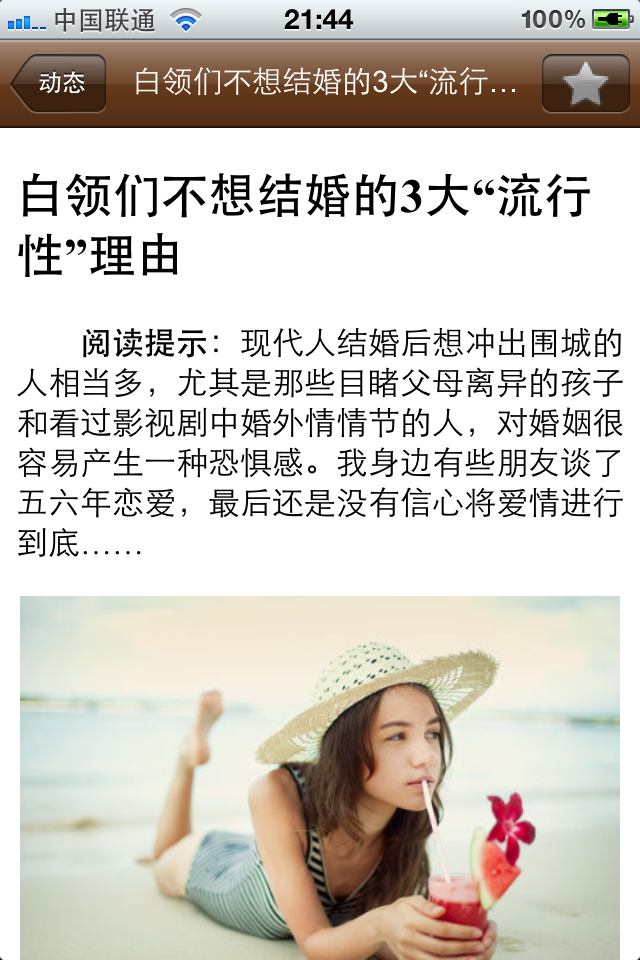 中国联通 21:44 100%
动态 白领们不想结婚的3大“流行…
白领们不想结婚的3大“流行
性”理由
阅读提示：现代人结婚后想冲出围城的
人相当多，尤其是那些目睹父母离异的孩子
和看过影视剧中婚外情情节的人，对婚姻很
容易产生一种恐惧感。我身边有些朋友谈了
五六年恋爱，最后还是没有信心将爱情进行
到底……